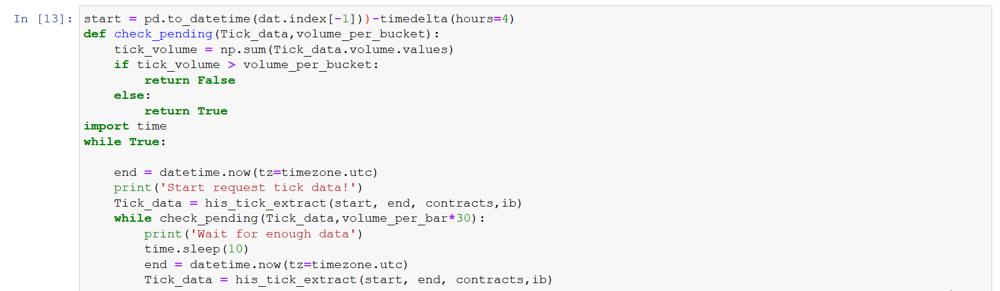 In [13]: start = pd.to_datetime(dat.index[-1]))-timedelta(hours=4)
def check_pending(Tick_data,volume_per_bucket):
    tick_volume = np.sum(Tick_data.volume.values)
    if tick_volume > volume_per_bucket:
        return False
    else:
        return True
import time
while True:

    end = datetime.now(tz=timezone.utc)
    print('Start request tick data!')
    Tick_data = his_tick_extract(start, end, contracts,ib)
    while check_pending(Tick_data,volume_per_bar*30):
        print('Wait for enough data')
        time.sleep(10)
        end = datetime.now(tz=timezone.utc)
        Tick_data = his_tick_extract(start, end, contracts,ib)